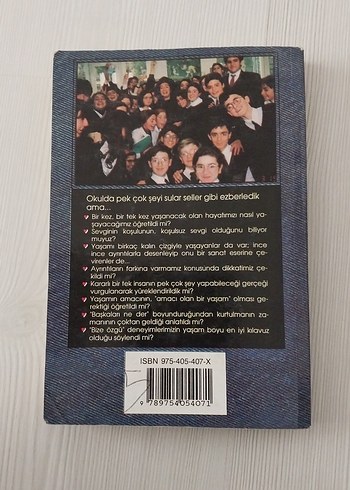 Okulda pek çok şeyi sular seller gibi ezberledik
ama...
Bir kez, bir tek kez yaşanacak olan hayatımızı nasıl ya-
şayacağımız öğretildi mi?
Sevginin koşulunun, koşulsuz sevgi olduğunu biliyor
muyuz?
Yaşamı birkaç kalın çizgiyle yaşayanlar da var; ince
ince ayrıntılarla desenleyip onu bir sanat eserine çe-
virenler de...
Ayrıntıların farkına varmamız konusunda dikkatimiz çe-
kildi mi?
Kararlı bir tek insanın pek çok şey yapabileceği gerçeği
vurgulanarak yüreklendirildik mi?
Yaşamın amacının, "amacı olan bir yaşam" olması ge-
rektiği öğretildi mi?
"Başkaları ne der" boyunduruğundan kurtulmanın za-
manının çoktan geldiği anlatıldı mı?
"Bize özgü" deneyimlerimizin yaşam boyu en iyi kılavuz
olduğu söylendi mi?
ISBN 975-405-407-X
9 789754 054071